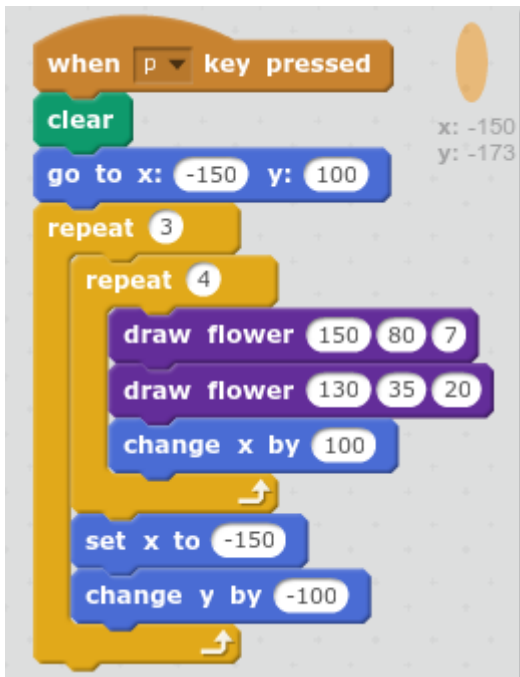 when p key pressed
clear
x: -150
go to x: -150 y: 100
y: -173
repeat 3
repeat 4
draw flower 150 80 7
draw flower 130 35 20
change x by 100
set x to -150
change y by -100